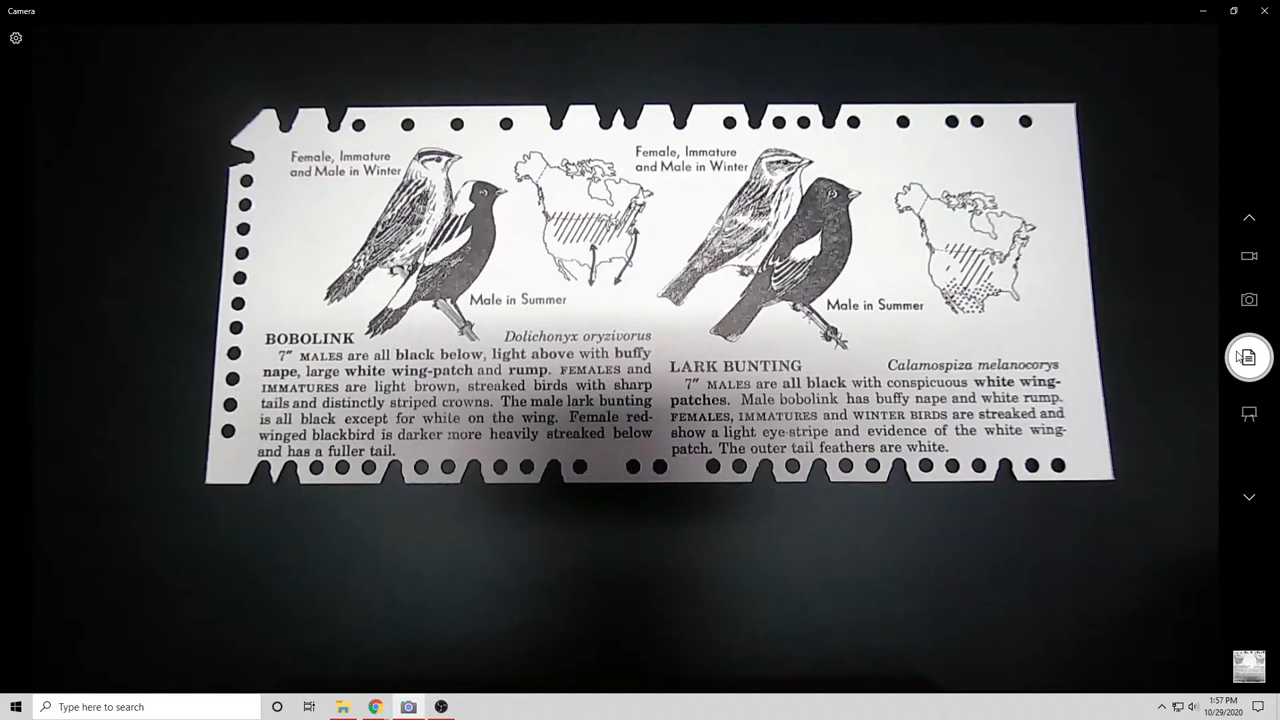 Camera
Female, Immature
and Male in Winter
Male in Summer
BOBOLINK Dolichonyx oryzivorus
7" MALES are all black below, light above with buffy
nape, large white wing-patch and rump. FEMALES and
IMMATURES are light brown, streaked birds with sharp
tails and distinctly striped crowns. The male lark bunting
is all black except for white on the wing. Female red-
winged blackbird is darker more heavily streaked below
and has a fuller tail.
Female, Immature
and Male in Winter
Male in Summer
LARK BUNTING Calamospiza melanocorys
7" MALES are all black with conspicuous white wing-
patches. Male bobolink has buffy nape and white rump.
FEMALES, IMMATURES and WINTER BIRDS are streaked and
show a light eye-stripe and evidence of the white wing-
patch. The outer tail feathers are white.
Type here to search
1:57 PM
10/29/2020